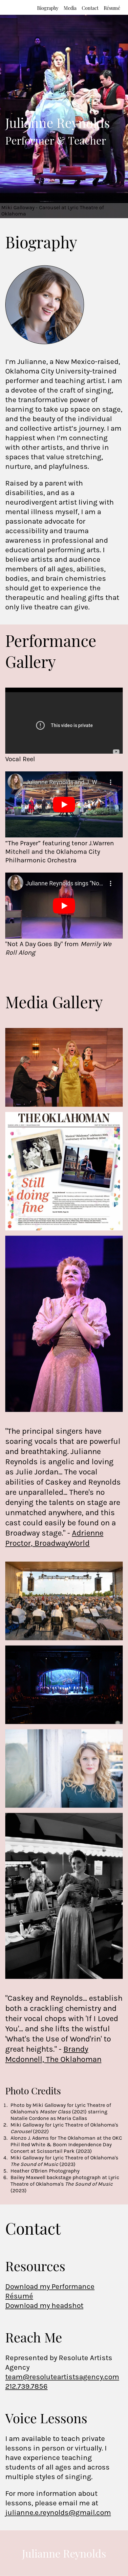 Biography Media Contact Résumé
Julianne Reynolds
Performer & Teacher
Miki Galloway - Carousel at Lyric Theatre of
Oklahoma
Biography
I’m Julianne, a New Mexico-raised,
Oklahoma City University-trained
performer and teaching artist. I am
a devotee of the craft of singing,
the transformative power of
learning to take up space on stage,
and the beauty of the individual
and collective artist’s journey. I am
happiest when I’m connecting
with other artists, and thrive in
spaces that value stretching,
nurture, and playfulness.
Raised by a parent with
disabilities, and as a
neurodivergent artist living with
mental illness myself, I am a
passionate advocate for
accessibility and trauma
awareness in professional and
educational performing arts. I
believe artists and audience
members of all ages, abilities,
bodies, and brain chemistries
should get to experience the
therapeutic and healing gifts that
only live theatre can give.
Performance
Gallery
This video is private
Vocal Reel
Julianne Reynolds and J. W...
"The Prayer" featuring tenor J.Warren
Mitchell and the Oklahoma City
Philharmonic Orchestra
Julianne Reynolds sings "No...
"Not A Day Goes By" from Merrily We
Roll Along
Media Gallery
THE OKLAHOMAN
Still
doing
fine
"The principal singers have
soaring vocals that are powerful
and breathtaking. Julianne
Reynolds is angelic and loving
as Julie Jordan... The vocal
abilities of Caskey and Reynolds
are unparalleled... There's no
denying the talents on stage are
unmatched anywhere, and this
cast could easily be found on a
Broadway stage." - Adrienne
Proctor, BroadwayWorld
"Caskey and Reynolds... establish
both a crackling chemistry and
their vocal chops with 'If I Loved
You'... and she lifts the wistful
'What's the Use of Wond'rin' to
great heights." - Brandy
Mcdonnell, The Oklahoman
Photo Credits
1. Photo by Miki Galloway for Lyric Theatre of
Oklahoma's Master Class (2021) starring
Natalie Cordone as Maria Callas
2. Miki Galloway for Lyric Theatre of Oklahoma's
Carousel (2022)
3. Alonzo J. Adams for The Oklahoman at the OKC
Phil Red White & Boom Independence Day
Concert at Scissortail Park (2023)
4. Miki Galloway for Lyric Theatre of Oklahoma's
The Sound of Music (2023)
5. Heather O'Brien Photography
6. Bailey Maxwell backstage photograph at Lyric
Theatre of Oklahoma's The Sound of Music
(2023)
Contact
Resources
Download my Performance
Résumé
Download my headshot
Reach Me
Represented by Resolute Artists
Agency
team@resoluteartistsagency.com
212.739.7856
Voice Lessons
I am available to teach private
lessons in person or virtually. I
have experience teaching
students of all ages and across
multiple styles of singing.
For more information about
lessons, please email me at
julianne.e.reynolds@gmail.com
Julianne Reynolds